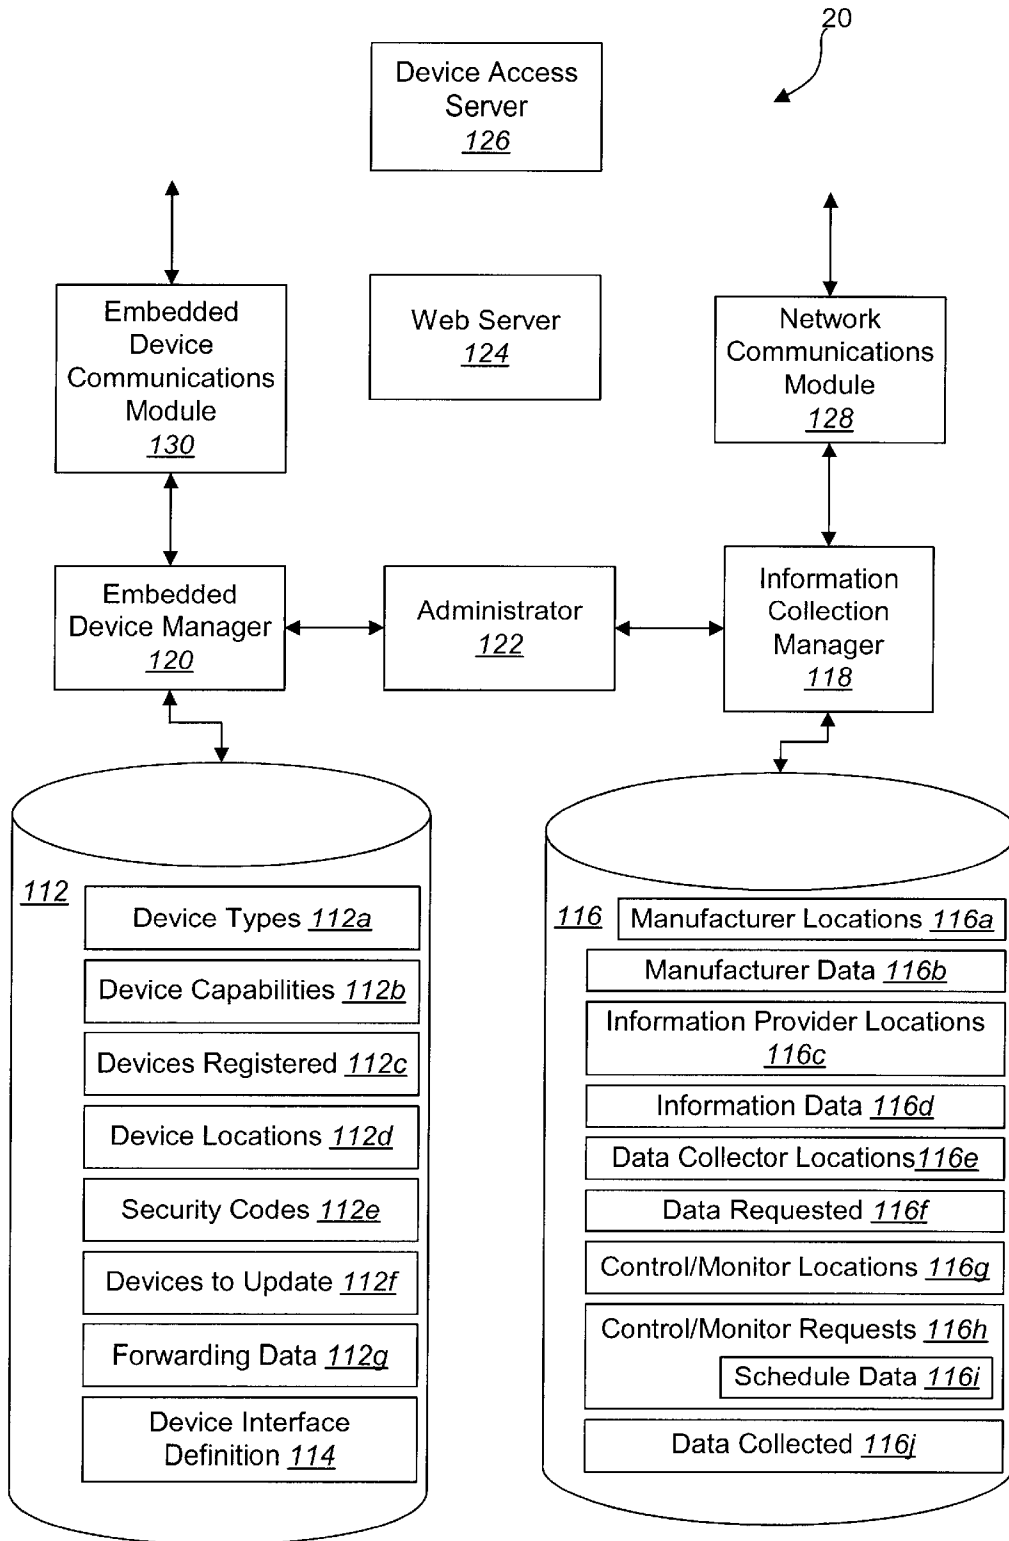 20
Device Access
Server
126
Embedded
Device
Communications
Module
130
Web Server
124
Network
Communications
Module
128
Embedded
Device Manager
120
Administrator
122
Information
Collection
Manager
118
112
Device Types 112a
Device Capabilities 112b
Devices Registered 112c
Device Locations 112d
Security Codes 112e
Devices to Update 112f
Forwarding Data 112g
Device Interface
Definition 114
116
Manufacturer Locations 116a
Manufacturer Data 116b
Information Provider Locations
116c
Information Data 116d
Data Collector Locations116e
Data Requested 116f
Control/Monitor Locations 116g
Control/Monitor Requests 116h
Schedule Data 116i
Data Collected 116j